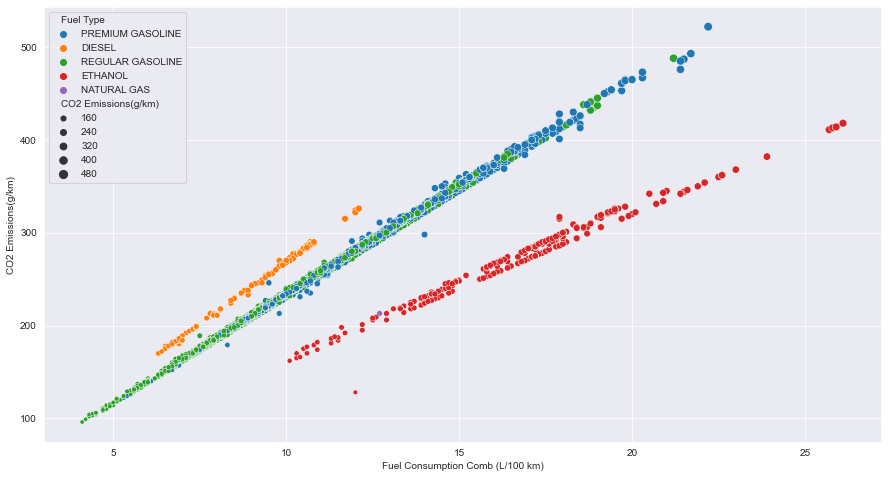 Fuel Type
PREMIUM GASOLINE
DIESEL
REGULAR GASOLINE
ETHANOL
NATURAL GAS
CO2 Emissions(g/km)
160
240
320
400
480
CO2 Emissions(g/km)
500
400
300
200
100
5 10 15 20 25
Fuel Consumption Comb (L/100 km)